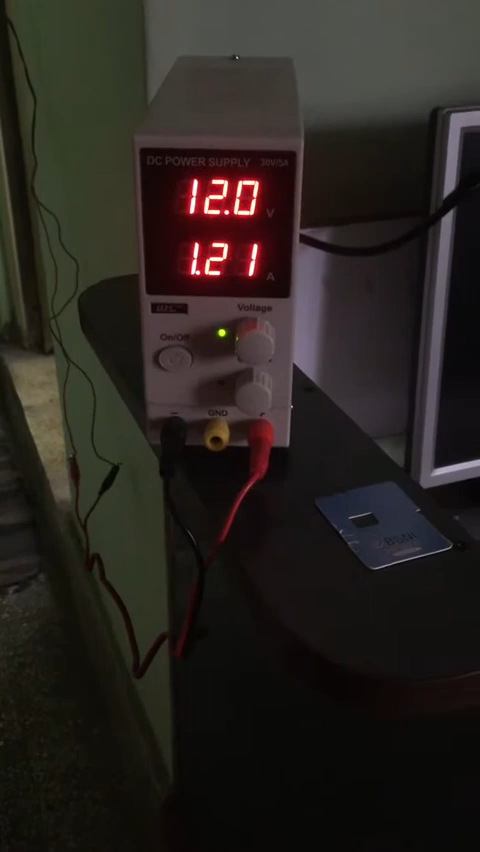 DC POWER SUPPLY 30V/5A
12.0 V
1.21 A
Voltage
On/Off
− GND +